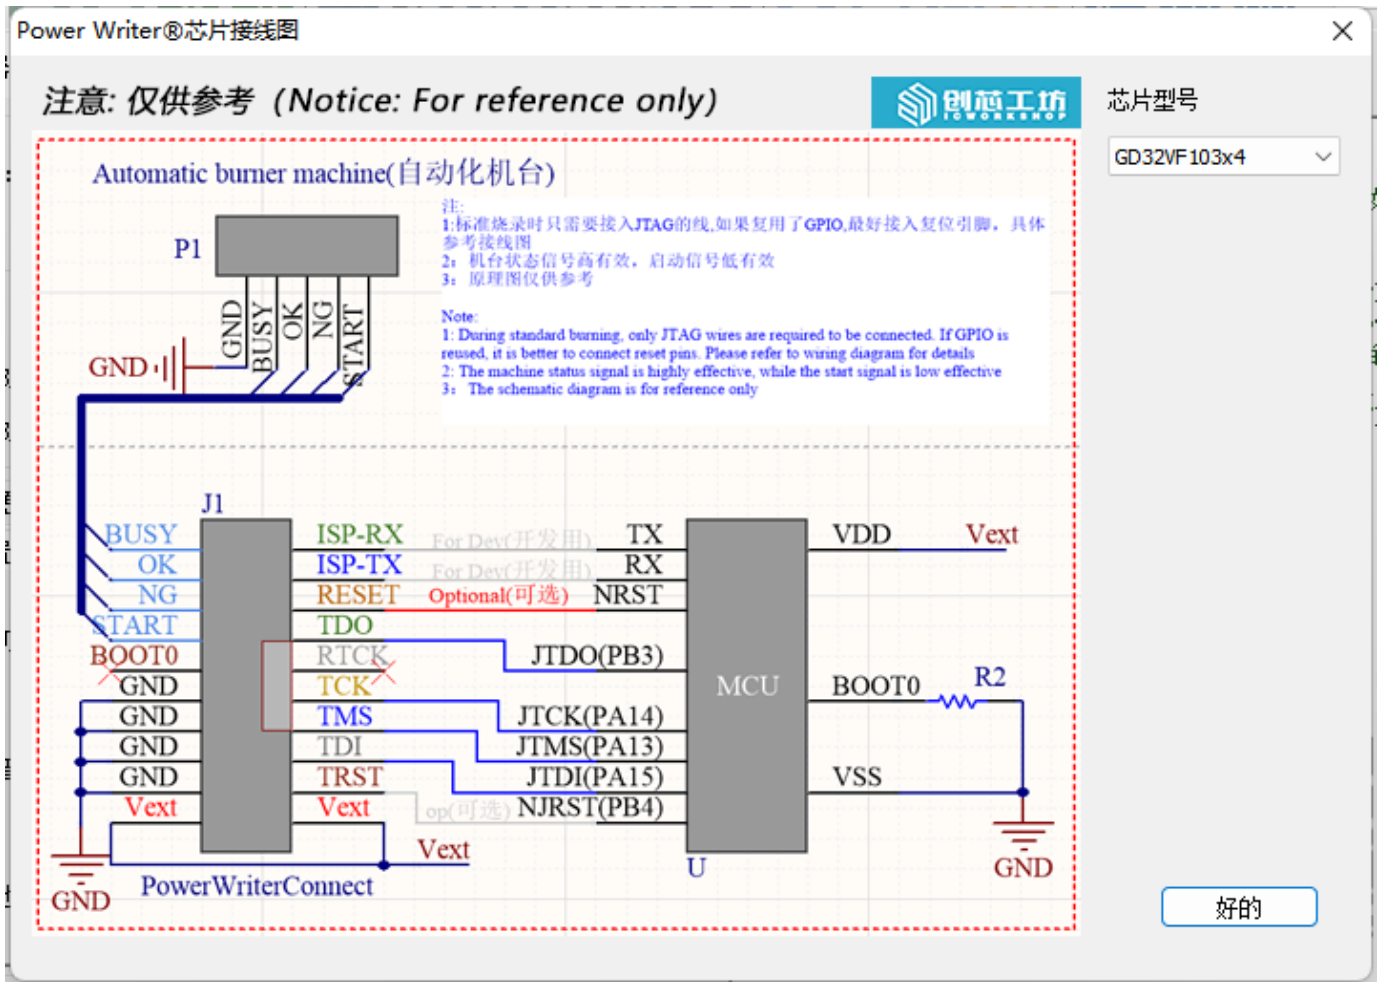 Power Writer®芯片接线图
注意: 仅供参考（Notice: For reference only）
创芯工坊
ICWORKSHOP
芯片型号
GD32VF103x4
Automatic burner machine(自动化机台)
P1
GND
BUSY
OK
NG
START
GND
注:
1:标准烧录时只需要接入JTAG的线,如果复用了GPIO,最好接入复位引脚，具体
参考接线图
2：机台状态信号高有效，启动信号低有效
3：原理图仅供参考
Note:
1: During standard burning, only JTAG wires are required to be connected. If GPIO is
reused, it is better to connect reset pins. Please refer to wiring diagram for details
2: The machine status signal is highly effective, while the start signal is low effective
3： The schematic diagram is for reference only
J1
BUSY
OK
NG
START
BOOT0
GND
GND
GND
GND
Vext
ISP-RX
ISP-TX
RESET
TDO
RTCK
TCK
TMS
TDI
TRST
Vext
For Dev(开发用)
For Dev(开发用)
Optional(可选)
op(可选)
TX
RX
NRST
JTDO(PB3)
JTCK(PA14)
JTMS(PA13)
JTDI(PA15)
NJRST(PB4)
MCU
U
VDD
Vext
BOOT0
R2
VSS
GND
Vext
PowerWriterConnect
GND
好的